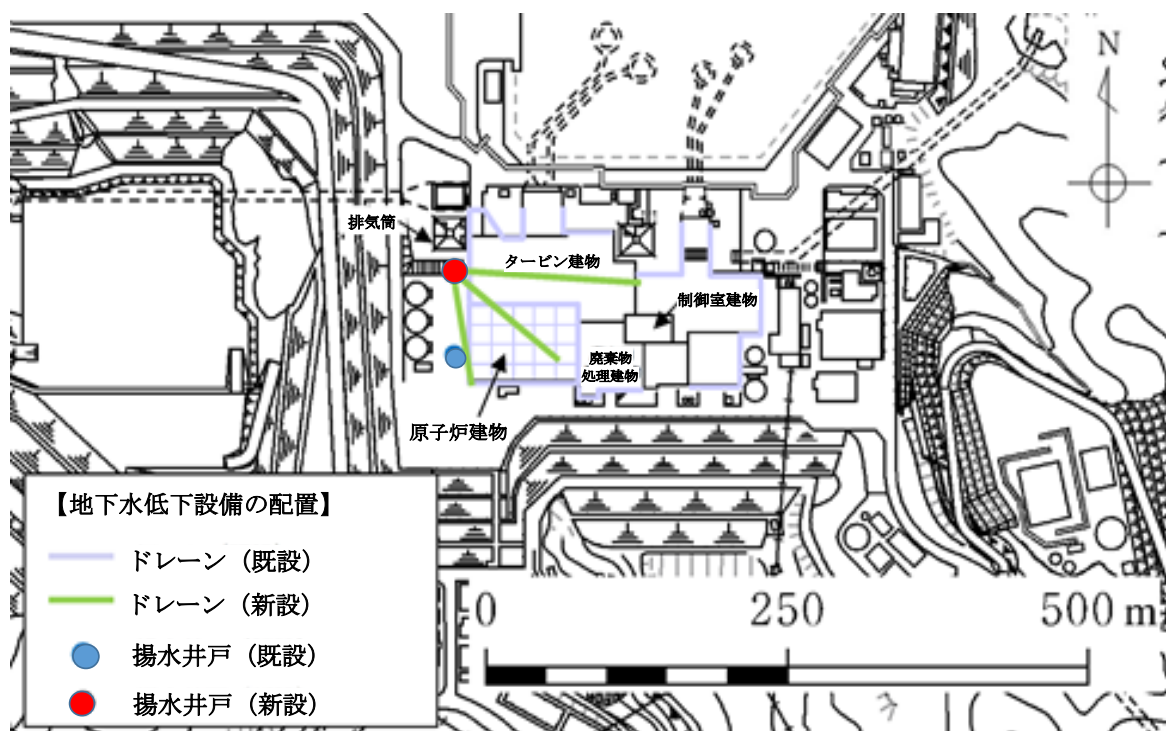 N
排気筒
タービン建物
制御室建物
廃棄物
処理建物
原子炉建物
【地下水低下設備の配置】
ドレーン（既設）
ドレーン（新設）
揚水井戸（既設）
揚水井戸（新設）
0 250 500 m